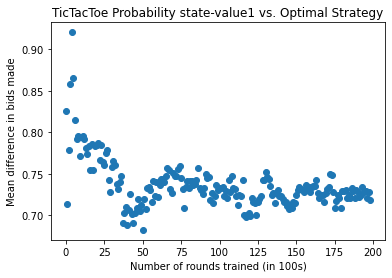 TicTacToe Probability state-value1 vs. Optimal Strategy
0.90
0.85
0.80
0.75
0.70
Mean difference in bids made
0 25 50 75 100 125 150 175 200
Number of rounds trained (in 100s)